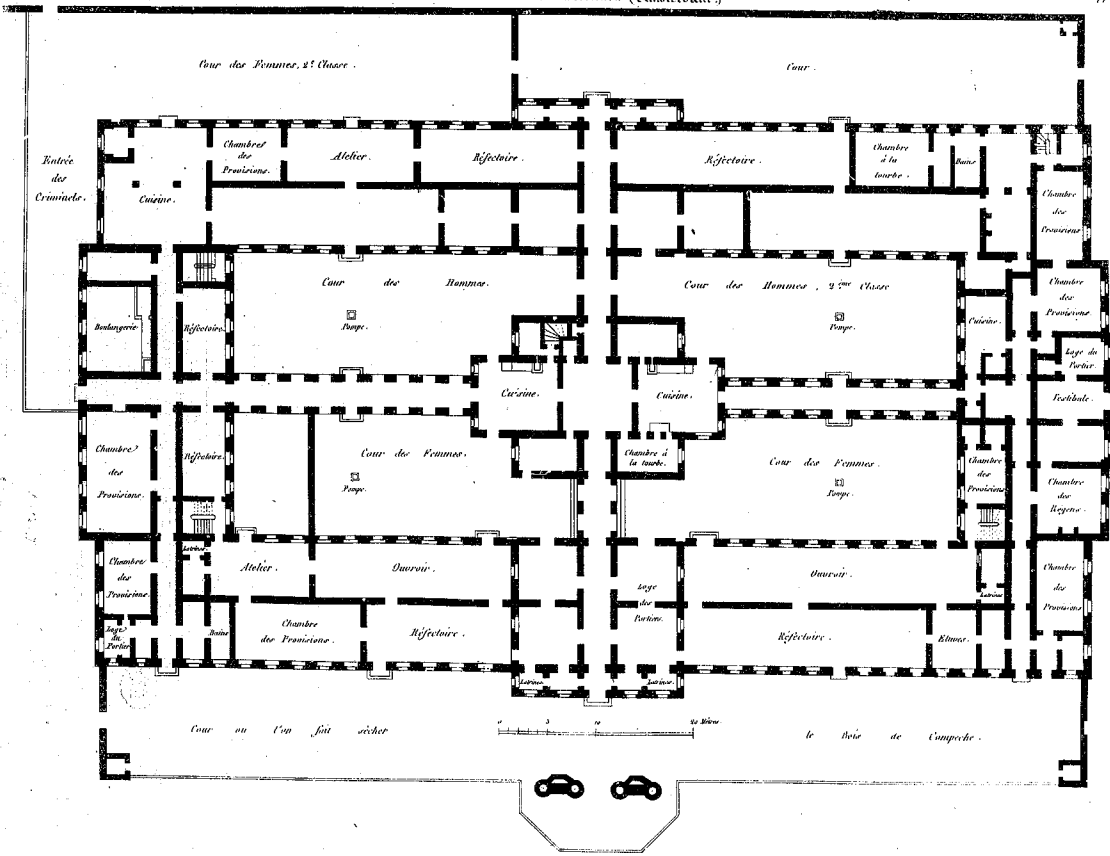 Cour des Femmes, 2e Classe.
Cour.
Entrée
des
Criminels.
Chambres
des
Provisions.
Atelier.
Réfectoire.
Réfectoire.
Chambre
à la
tourbe.
Bains
Cuisine.
Chambre
des
Provisions
Cour des Hommes.
Cour des Hommes, 2ème Classe
Chambre
des
Provisions.
Boulangerie
Réfectoire.
Pompe.
Pompe.
Cuisine.
Loge du
Portier.
Cuisine.
Cuisine.
Vestibule.
Chambre
des
Provisions.
Réfectoire.
Cour des Femmes.
Pompe.
Chambre à
la tourbe.
Cour des Femmes.
Pompe.
Chambre
des
Provisions
Chambre
des
Régens.
Chambre
des
Provisions.
Latrines.
Atelier.
Ouvroir.
Loge
des
Portiers.
Ouvroir.
Latrines
Chambre
des
Provisions
Loge
du
Portier
Bains
Chambre
des Provisions.
Réfectoire.
Réfectoire.
Etuves.
Latrines
Latrines.
Cour ou l'on fait sècher
0 5 10 20 Mètres.
le Bois de Campeche.